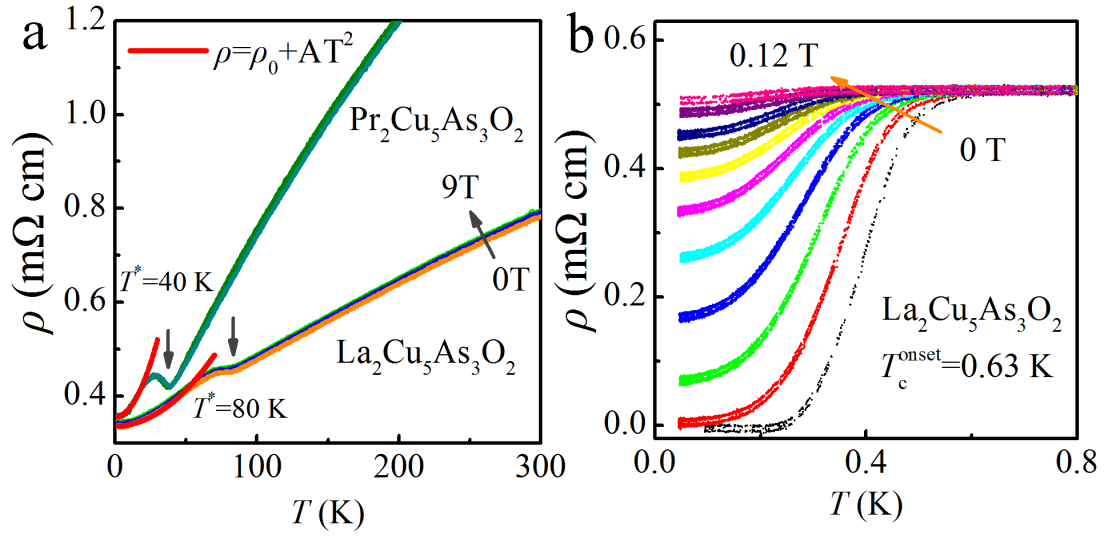 a
1.2
1.0
0.8
0.6
0.4
ρ (mΩ cm)
ρ=ρ₀+AT²
Pr₂Cu₅As₃O₂
9T
0T
T*=40 K
La₂Cu₅As₃O₂
T*=80 K
0 100 200 300
T (K)
b
0.6
0.4
0.2
0.0
ρ (mΩ cm)
0.12 T
0 T
La₂Cu₅As₃O₂
T_c^onset=0.63 K
0.0 0.4 0.8
T (K)